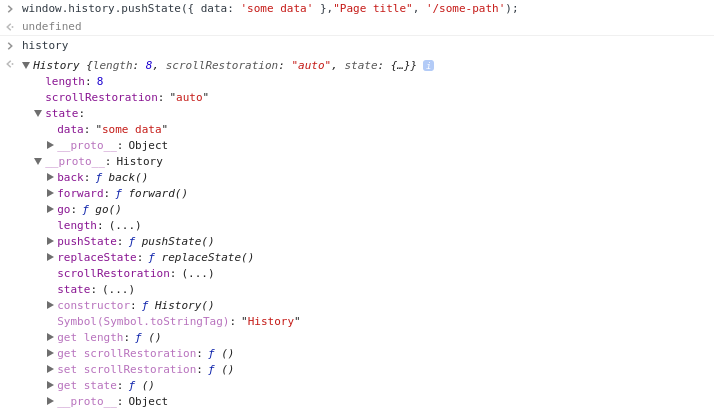 window.history.pushState({ data: 'some data' },"Page title", '/some-path');
undefined
history
History {length: 8, scrollRestoration: "auto", state: {…}} i
length: 8
scrollRestoration: "auto"
state:
data: "some data"
__proto__: Object
__proto__: History
back: ƒ back()
forward: ƒ forward()
go: ƒ go()
length: (...)
pushState: ƒ pushState()
replaceState: ƒ replaceState()
scrollRestoration: (...)
state: (...)
constructor: ƒ History()
Symbol(Symbol.toStringTag): "History"
get length: ƒ ()
get scrollRestoration: ƒ ()
set scrollRestoration: ƒ ()
get state: ƒ ()
__proto__: Object